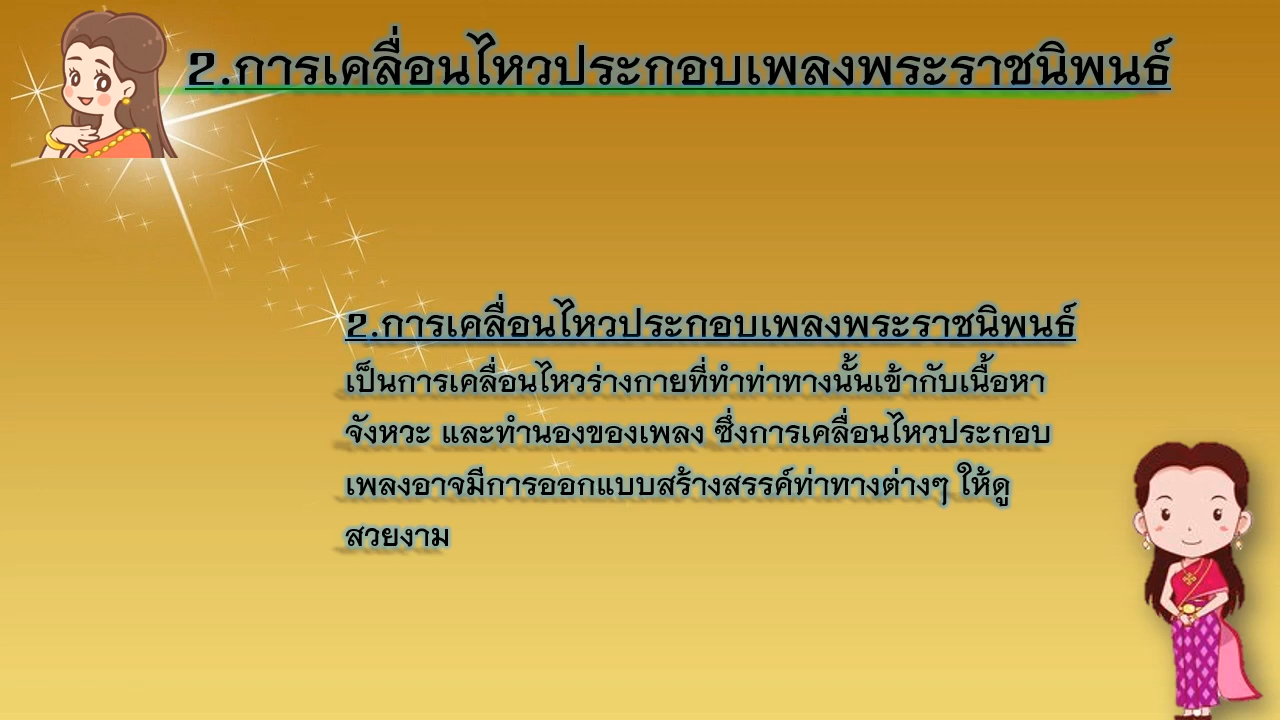 2.การเคลื่อนไหวประกอบเพลงพระราชนิพนธ์
2.การเคลื่อนไหวประกอบเพลงพระราชนิพนธ์
เป็นการเคลื่อนไหวร่างกายที่ทำท่าทางนั้นเข้ากับเนื้อหา
จังหวะ และทำนองของเพลง ซึ่งการเคลื่อนไหวประกอบ
เพลงอาจมีการออกแบบสร้างสรรค์ท่าทางต่างๆ ให้ดู
สวยงาม